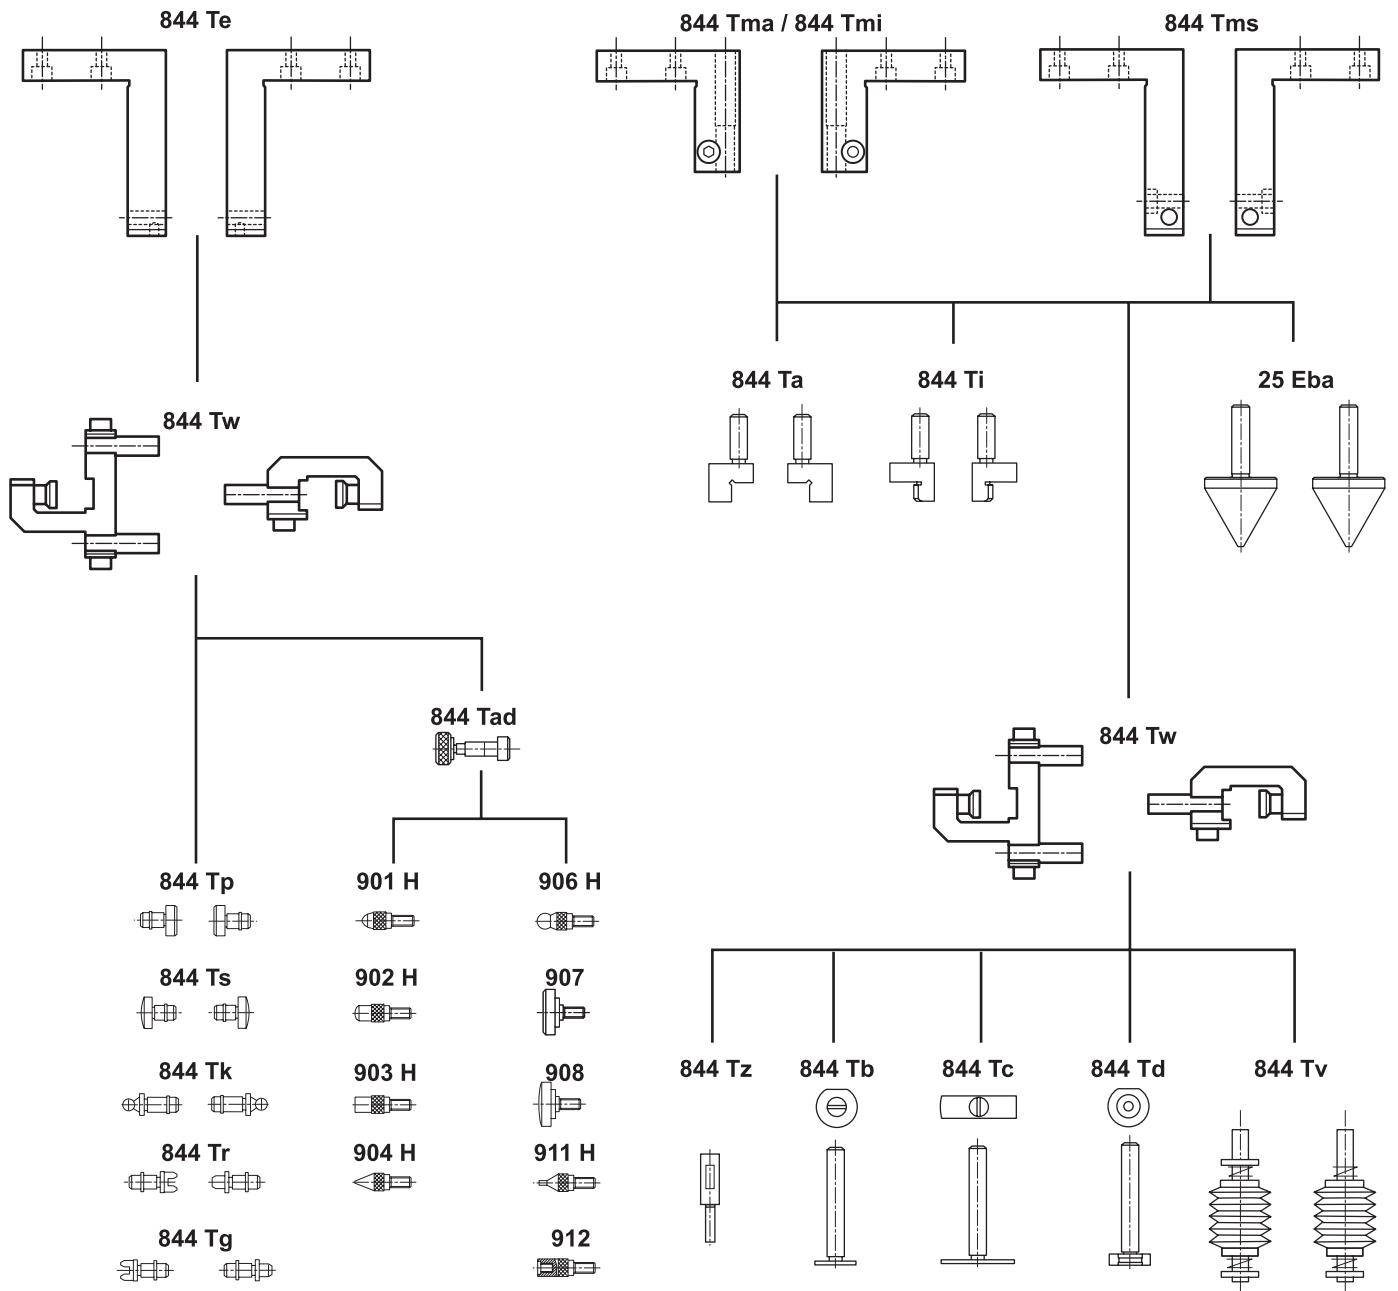 844 Te
844 Tma / 844 Tmi
844 Tms
844 Ta
844 Ti
25 Eba
844 Tw
844 Tad
844 Tw
844 Tp
901 H
906 H
844 Ts
902 H
907
844 Tk
903 H
908
844 Tr
904 H
911 H
844 Tg
912
844 Tz
844 Tb
844 Tc
844 Td
844 Tv